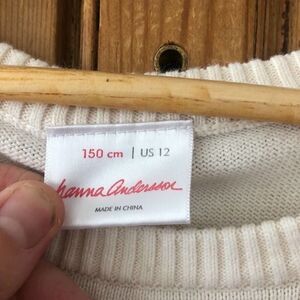 150 cm | US 12
hanna andersson
MADE IN CHINA